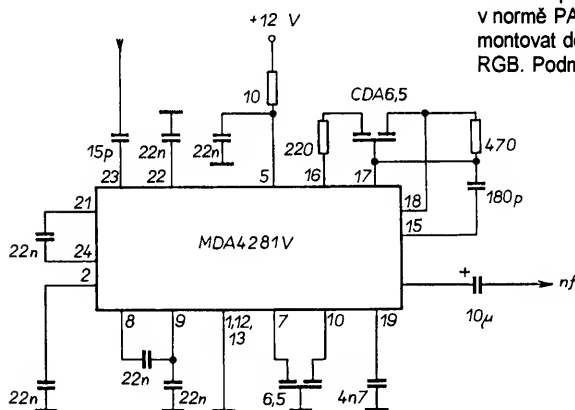 v normě PA
montovat d
RGB. Podm
+12 V
10
CDA6,5
15p
22n
22n
220
470
23
22
5
16
17
180p
21
18
15
22n
24
MDA4281V
2
+
nf
10µ
8
9
1,12,
13
7
10
19
22n
22n
22n
6,5
4n7